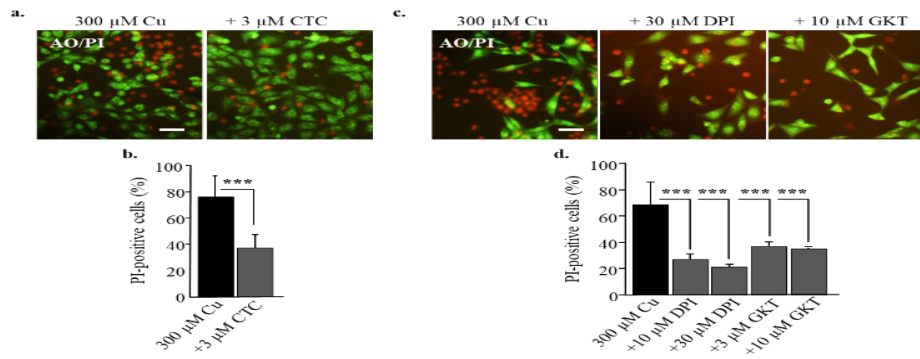 a.
300 µM Cu
+ 3 µM CTC
AO/PI
b.
PI-positive cells (%)
100
80
60
40
20
0
***
300 µM Cu
+3 µM CTC
c.
300 µM Cu
+ 30 µM DPI
+ 10 µM GKT
AO/PI
d.
PI-positive cells (%)
100
80
60
40
20
0
*** *** *** ***
300 µM Cu
+10 µM DPI
+30 µM DPI
+3 µM GKT
+10 µM GKT